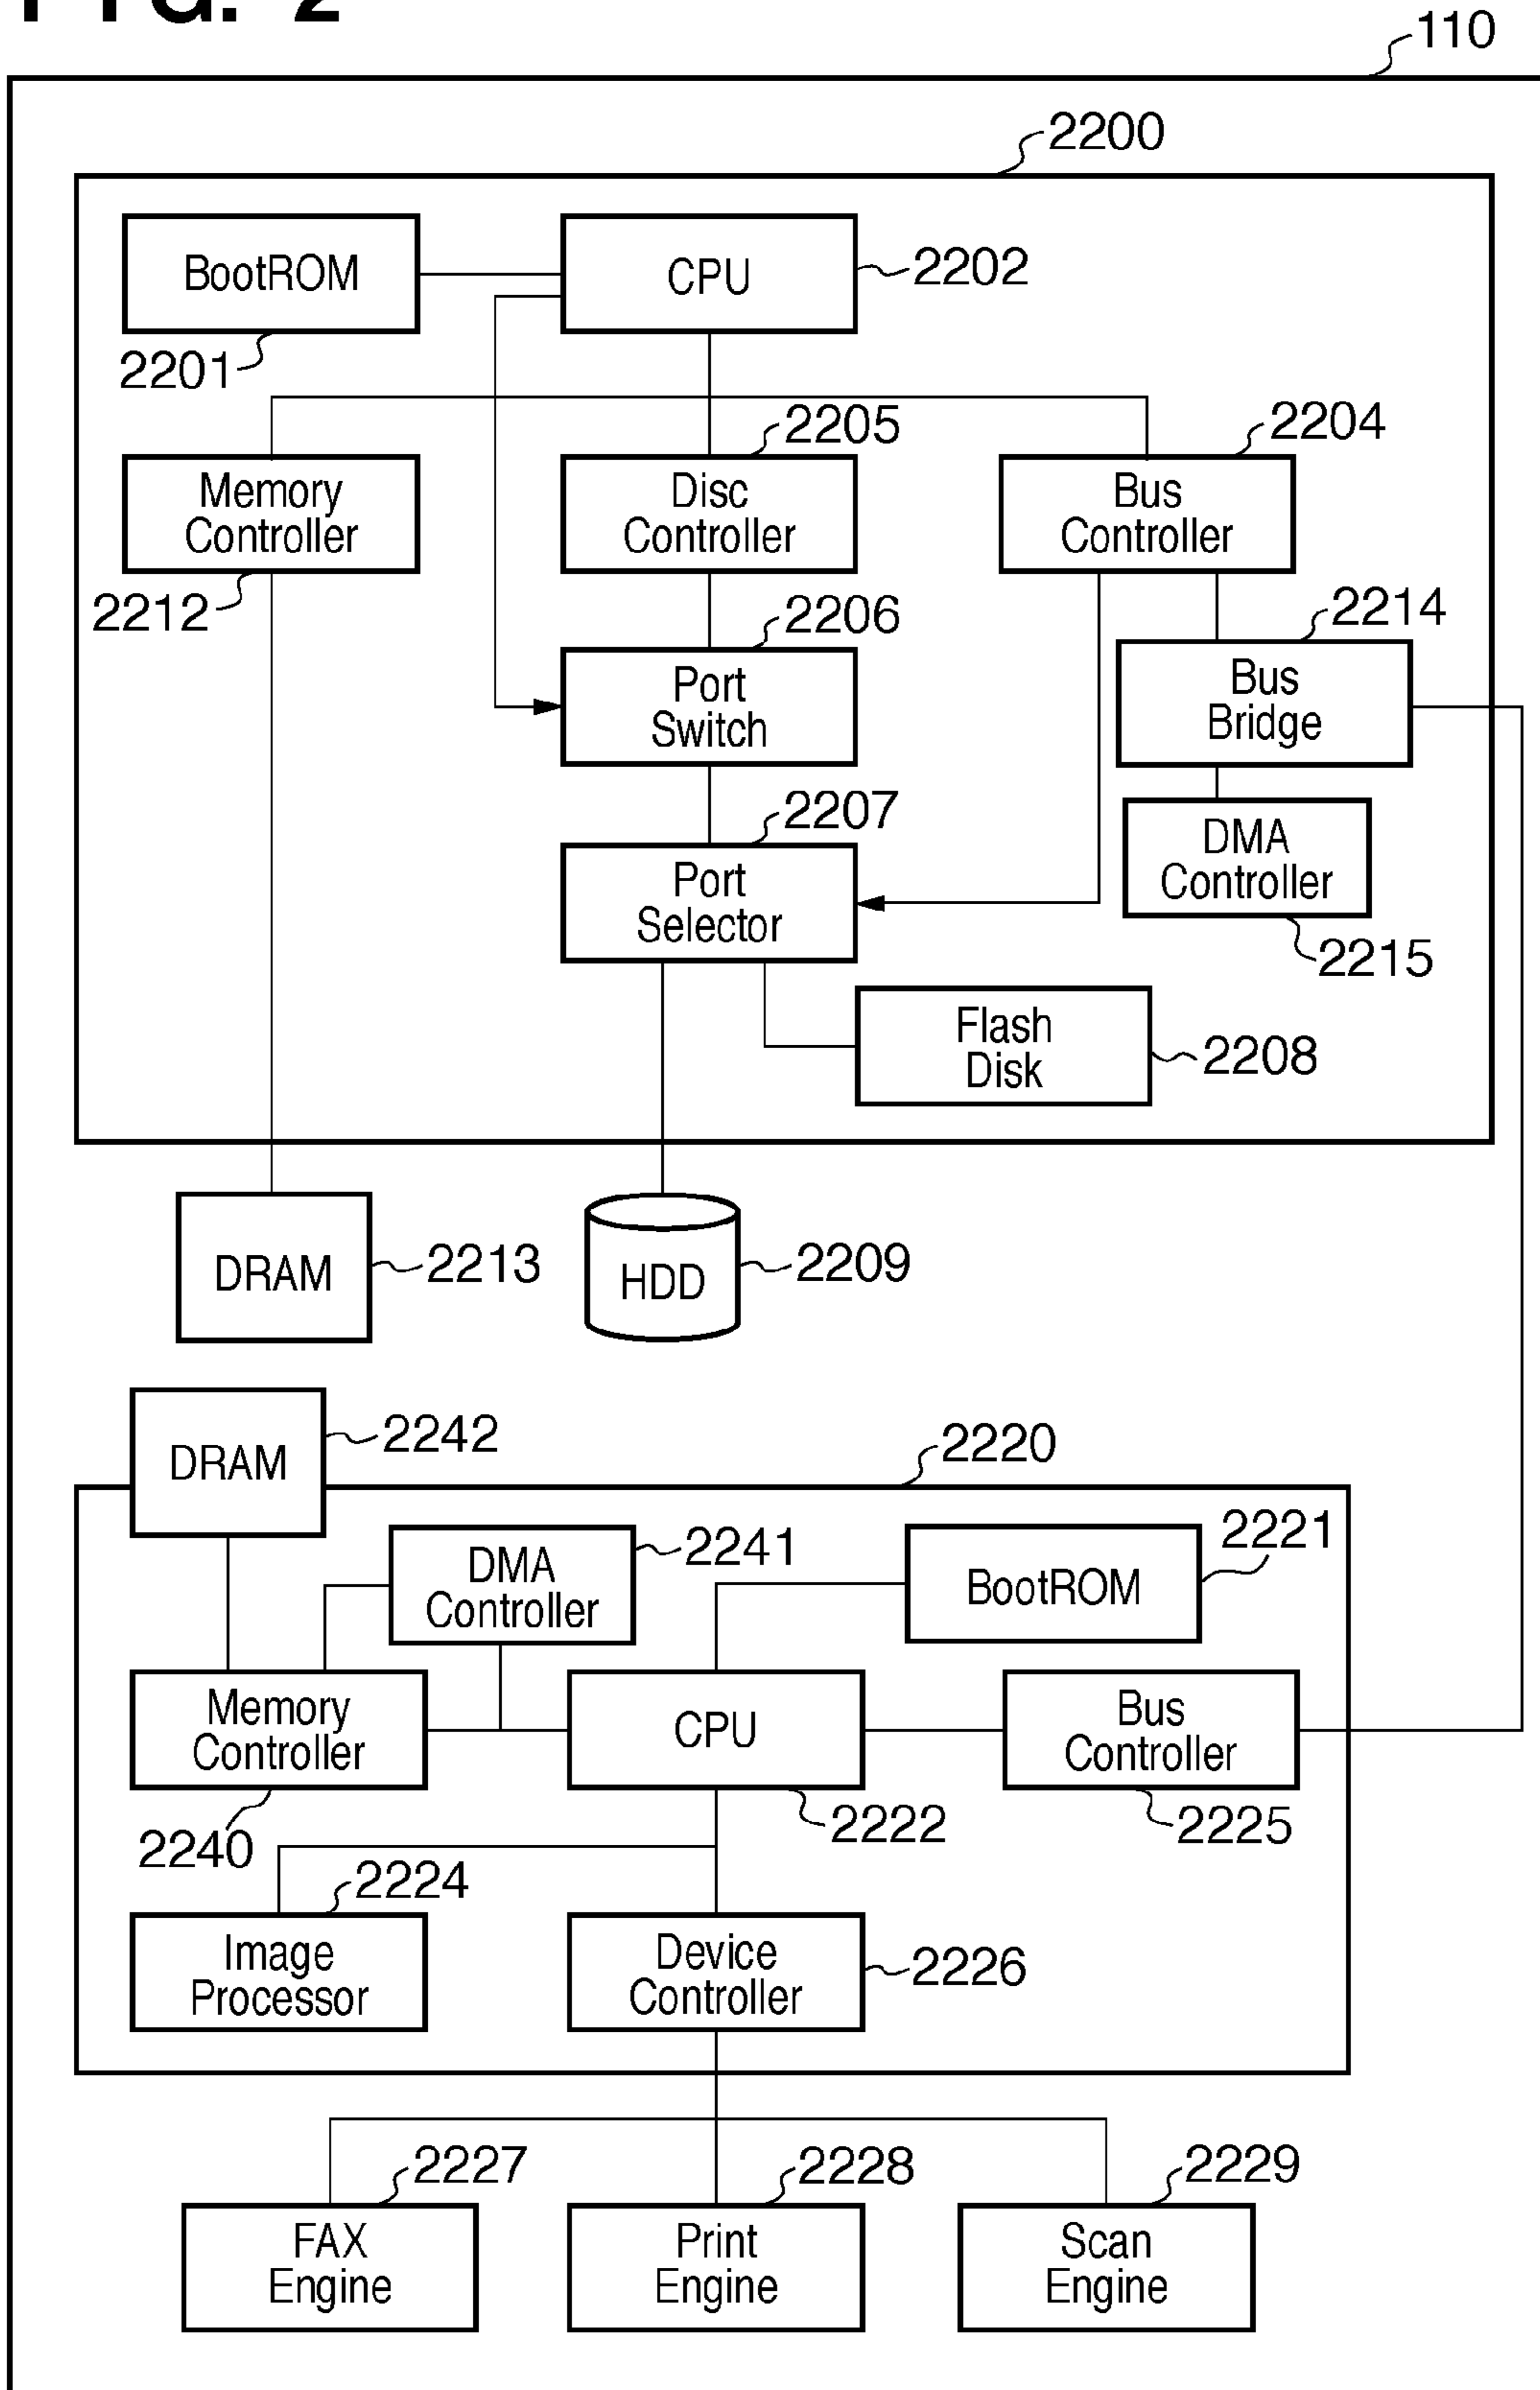 FIG. 2
110
2200
BootROM
CPU
2202
2201
2205
2204
Memory
Controller
Disc
Controller
Bus
Controller
2212
2206
2214
Port
Switch
Bus
Bridge
2207
Port
Selector
DMA
Controller
2215
Flash
Disk
2208
DRAM
2213
HDD
2209
DRAM
2242
2220
DMA
Controller
2241
BootROM
2221
Memory
Controller
CPU
Bus
Controller
2240
2222
2225
2224
Image
Processor
Device
Controller
2226
2227
2228
2229
FAX
Engine
Print
Engine
Scan
Engine